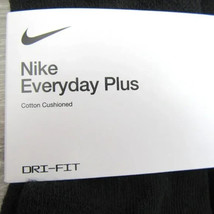 Nike
Everyday Plus
Cotton Cushioned
DRI-FIT